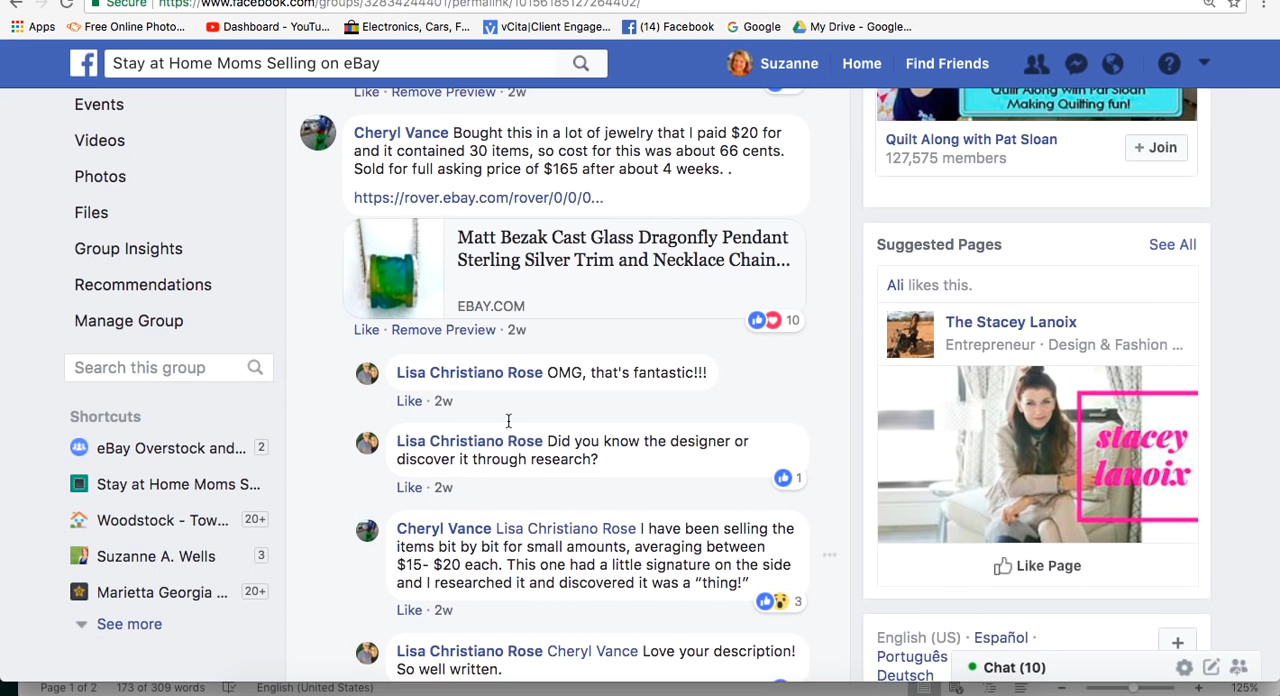 Secure
https://www.facebook.com/groups/32834244401/permalink/10156185127264402/
Apps
Free Online Photo...
Dashboard - YouTu...
Electronics, Cars, F...
vCita|Client Engage...
(14) Facebook
Google
My Drive - Google...
Stay at Home Moms Selling on eBay
Suzanne
Home
Find Friends
Events
Videos
Photos
Files
Group Insights
Recommendations
Manage Group
Search this group
Shortcuts
eBay Overstock and... 2
Stay at Home Moms S...
Woodstock - Tow... 20+
Suzanne A. Wells 3
Marietta Georgia ... 20+
See more
Like · Remove Preview · 2w
Cheryl Vance Bought this in a lot of jewelry that I paid $20 for
and it contained 30 items, so cost for this was about 66 cents.
Sold for full asking price of $165 after about 4 weeks. .
https://rover.ebay.com/rover/0/0/0...
Matt Bezak Cast Glass Dragonfly Pendant
Sterling Silver Trim and Necklace Chain...
EBAY.COM
10
Like · Remove Preview · 2w
Lisa Christiano Rose OMG, that's fantastic!!!
Like · 2w
Lisa Christiano Rose Did you know the designer or
discover it through research?
1
Like · 2w
Cheryl Vance Lisa Christiano Rose I have been selling the
items bit by bit for small amounts, averaging between
$15- $20 each. This one had a little signature on the side
and I researched it and discovered it was a “thing!”
3
Like · 2w
Lisa Christiano Rose Cheryl Vance Love your description!
So well written.
Quilt Along with Pat Sloan
Making Quilting fun!
Quilt Along with Pat Sloan
127,575 members
+ Join
Suggested Pages
See All
Ali likes this.
The Stacey Lanoix
Entrepreneur · Design & Fashion ...
stacey
lanoix
Like Page
English (US) · Español ·
Português
Deutsch
+
Chat (10)
Page 1 of 2
173 of 309 words
English (United States)
125%